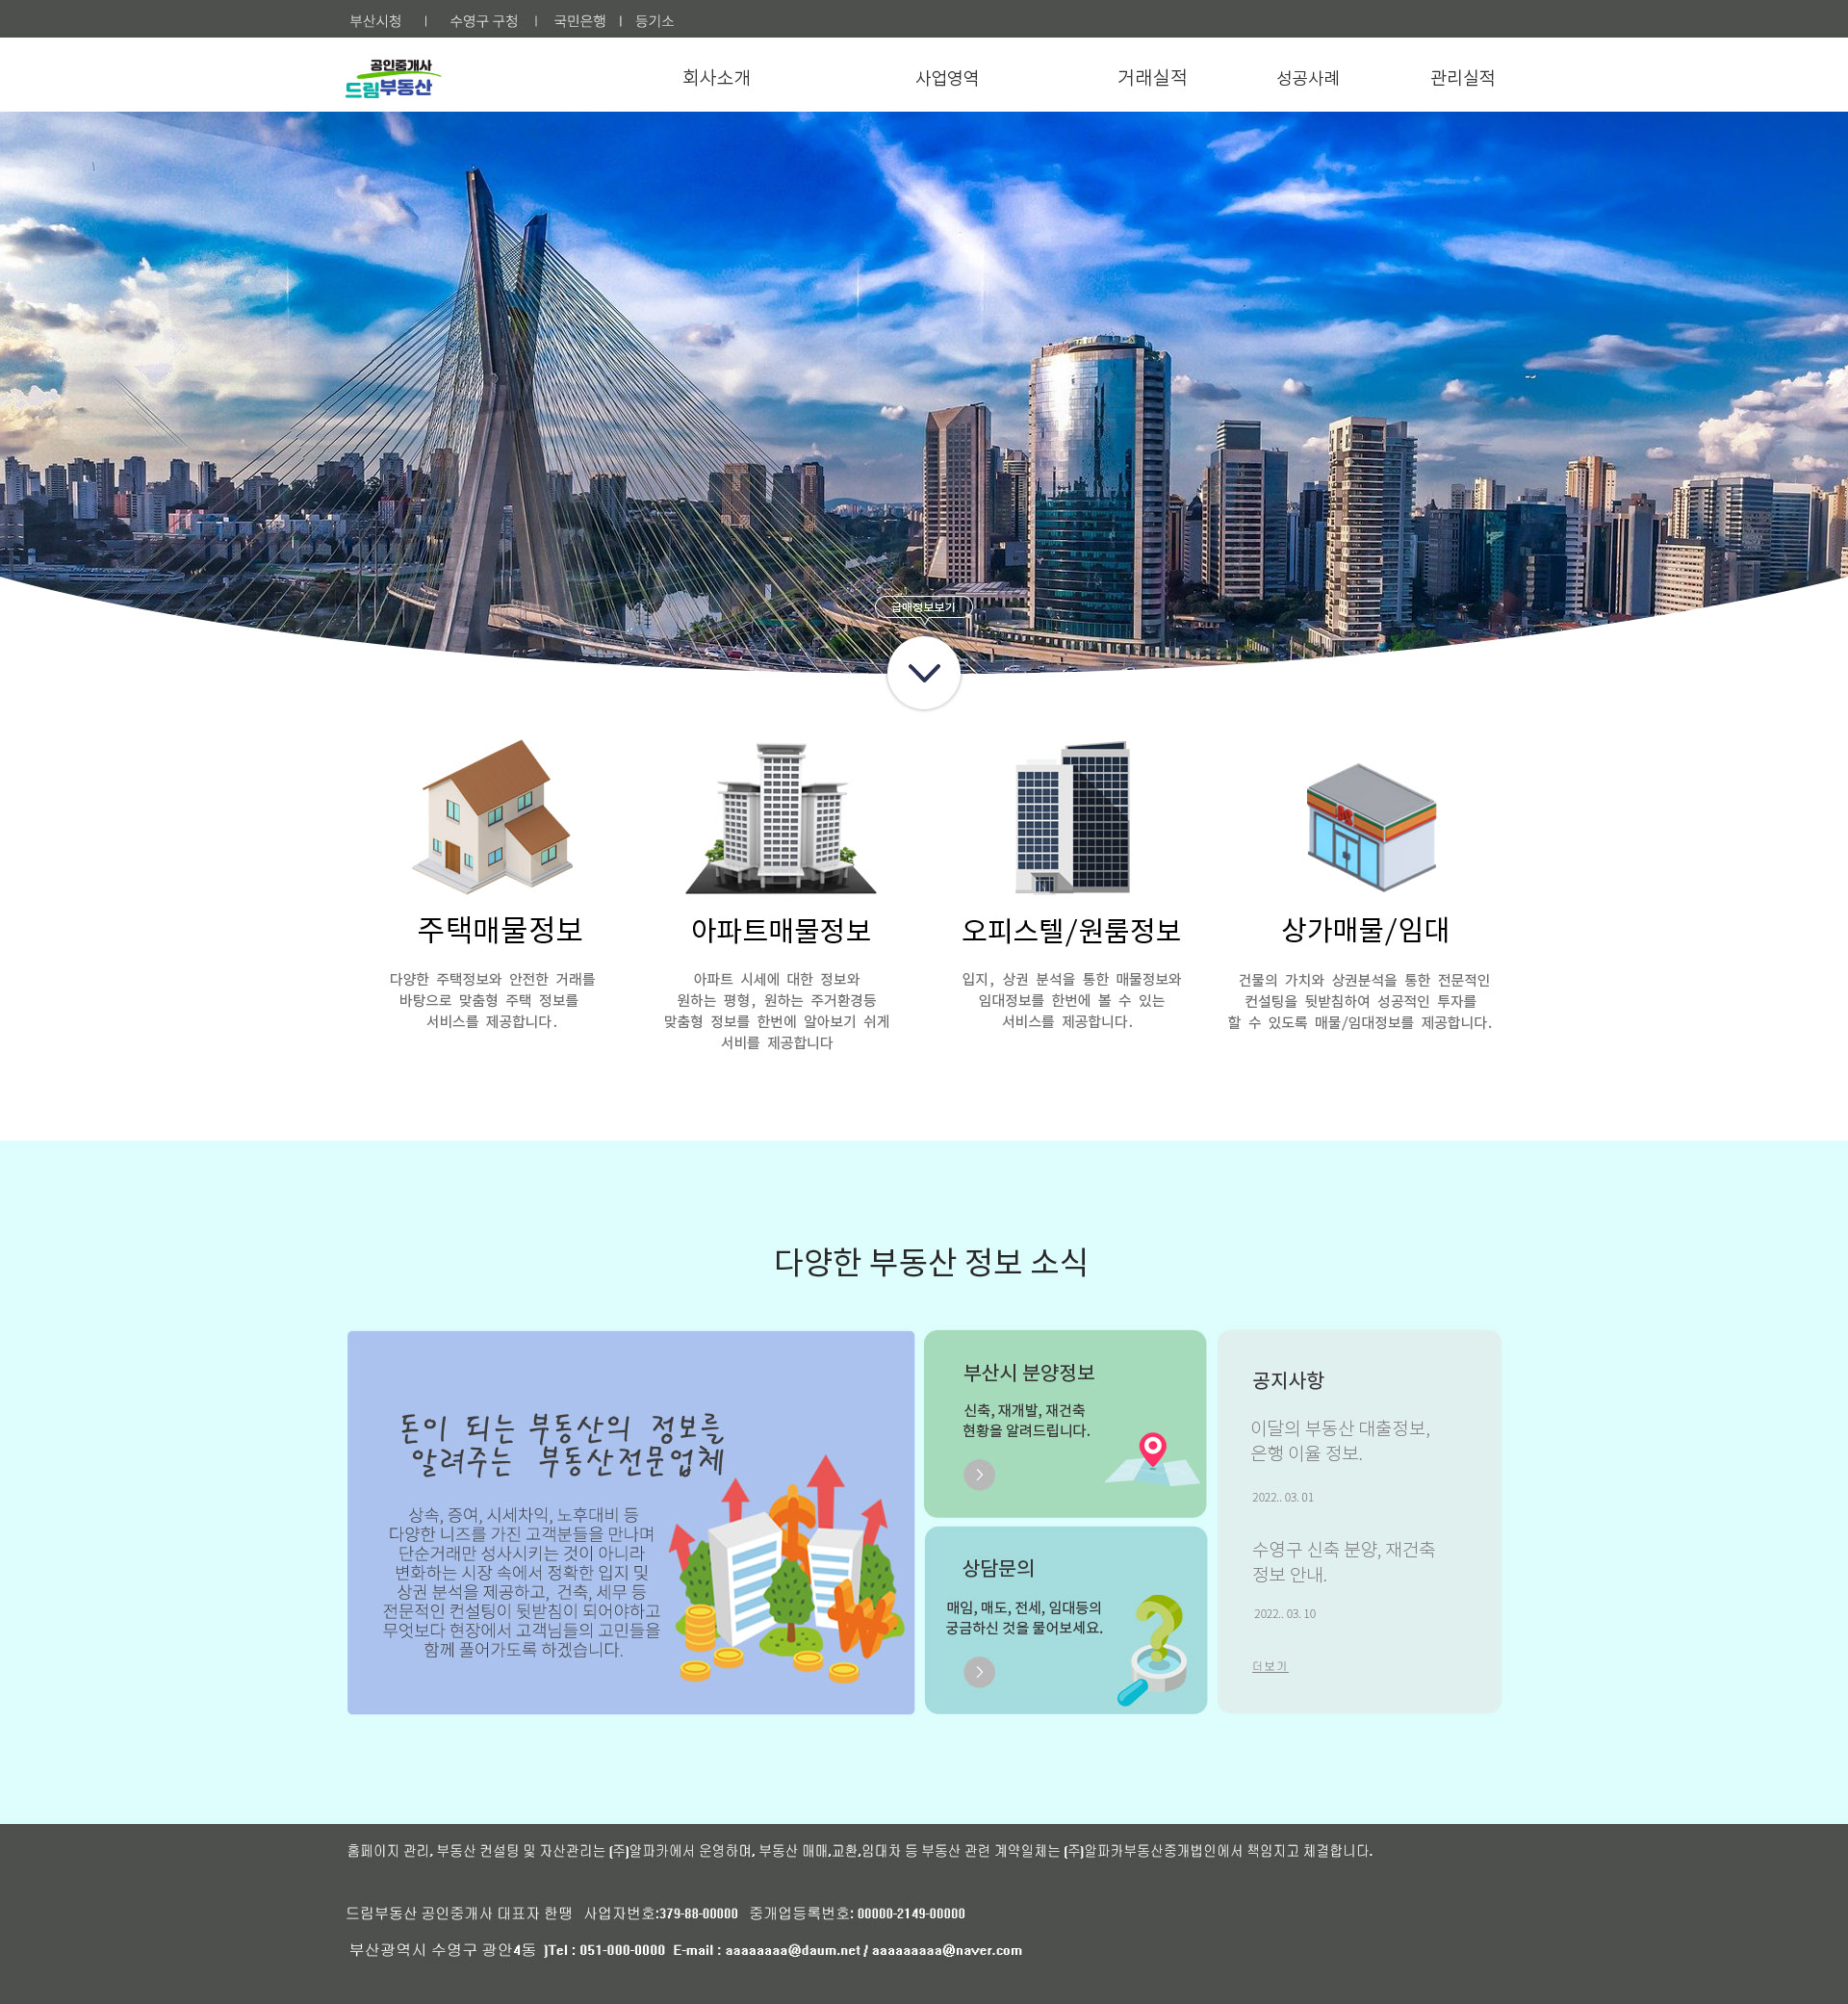 부산시청 | 수영구 구청 | 국민은행 | 등기소
공인중개사
드림부동산
회사소개 사업영역 거래실적 성공사례 관리실적
급매정보보기
주택매물정보
다양한 주택정보와 안전한 거래를
바탕으로 맞춤형 주택 정보를
서비스를 제공합니다.
아파트매물정보
아파트 시세에 대한 정보와
원하는 평형, 원하는 주거환경등
맞춤형 정보를 한번에 알아보기 쉬게
서비를 제공합니다
오피스텔/원룸정보
입지, 상권 분석을 통한 매물정보와
임대정보를 한번에 볼 수 있는
서비스를 제공합니다.
상가매물/임대
건물의 가치와 상권분석을 통한 전문적인
컨설팅을 뒷받침하여 성공적인 투자를
할 수 있도록 매물/임대정보를 제공합니다.
다양한 부동산 정보 소식
돈이 되는 부동산의 정보를
알려주는 부동산전문업체
상속, 증여, 시세차익, 노후대비 등
다양한 니즈를 가진 고객분들을 만나며
단순거래만 성사시키는 것이 아니라
변화하는 시장 속에서 정확한 입지 및
상권 분석을 제공하고, 건축, 세무 등
전문적인 컨설팅이 뒷받침이 되어야하고
무엇보다 현장에서 고객님들의 고민들을
함께 풀어가도록 하겠습니다.
부산시 분양정보
신축, 재개발, 재건축
현황을 알려드립니다.
상담문의
매임, 매도, 전세, 임대등의
궁금하신 것을 물어보세요.
공지사항
이달의 부동산 대출정보,
은행 이율 정보.
2022.. 03. 01
수영구 신축 분양, 재건축
정보 안내.
2022.. 03. 10
더보기
홈페이지 관리, 부동산 컨설팅 및 자산관리는 (주)알파카에서 운영하며, 부동산 매매,교환,임대차 등 부동산 관련 계약일체는 (주)알파카부동산중개법인에서 책임지고 체결합니다.
드림부동산 공인중개사 대표자 한땡 사업자번호:379-88-00000 중개업등록번호: 00000-2149-00000
부산광역시 수영구 광안4동 )Tel : 051-000-0000 E-mail : aaaaaaaa@daum.net / aaaaaaaaa@naver.com